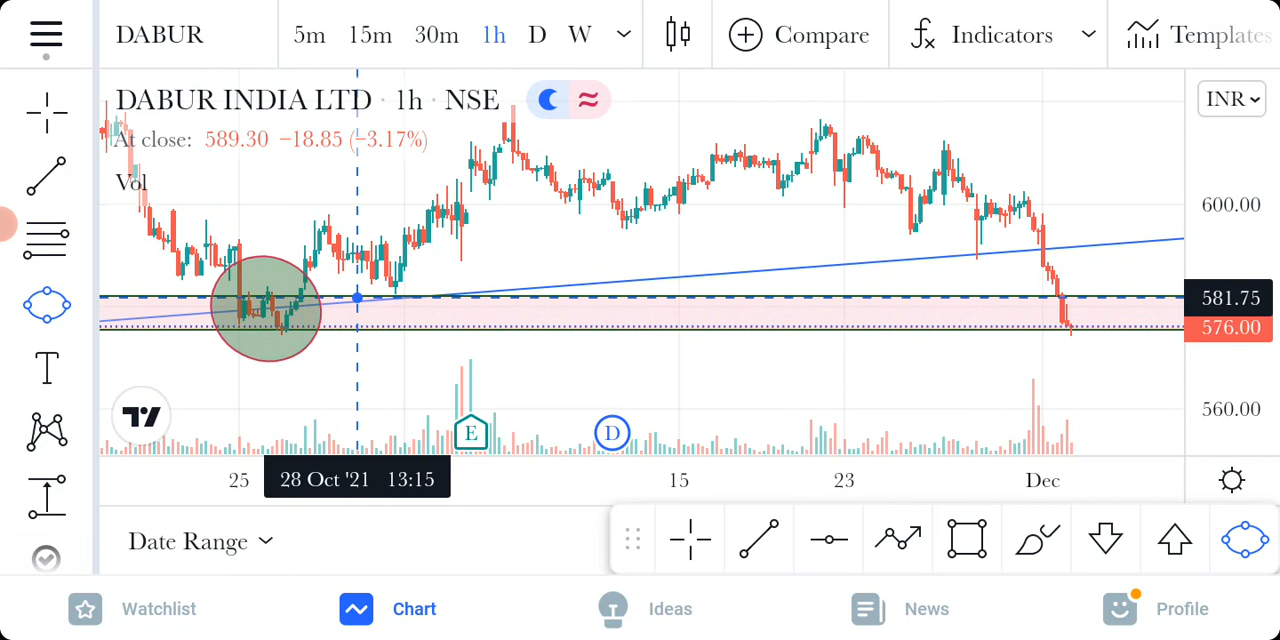 DABUR 5m 15m 30m 1h D W Compare Indicators Templates
DABUR INDIA LTD · 1h · NSE
INR
At close: 589.30 −18.85 (−3.17%)
Vol
600.00
581.75
576.00
560.00
E
D
25 28 Oct '21 13:15 15 23 Dec
Date Range
T
Watchlist Chart Ideas News Profile